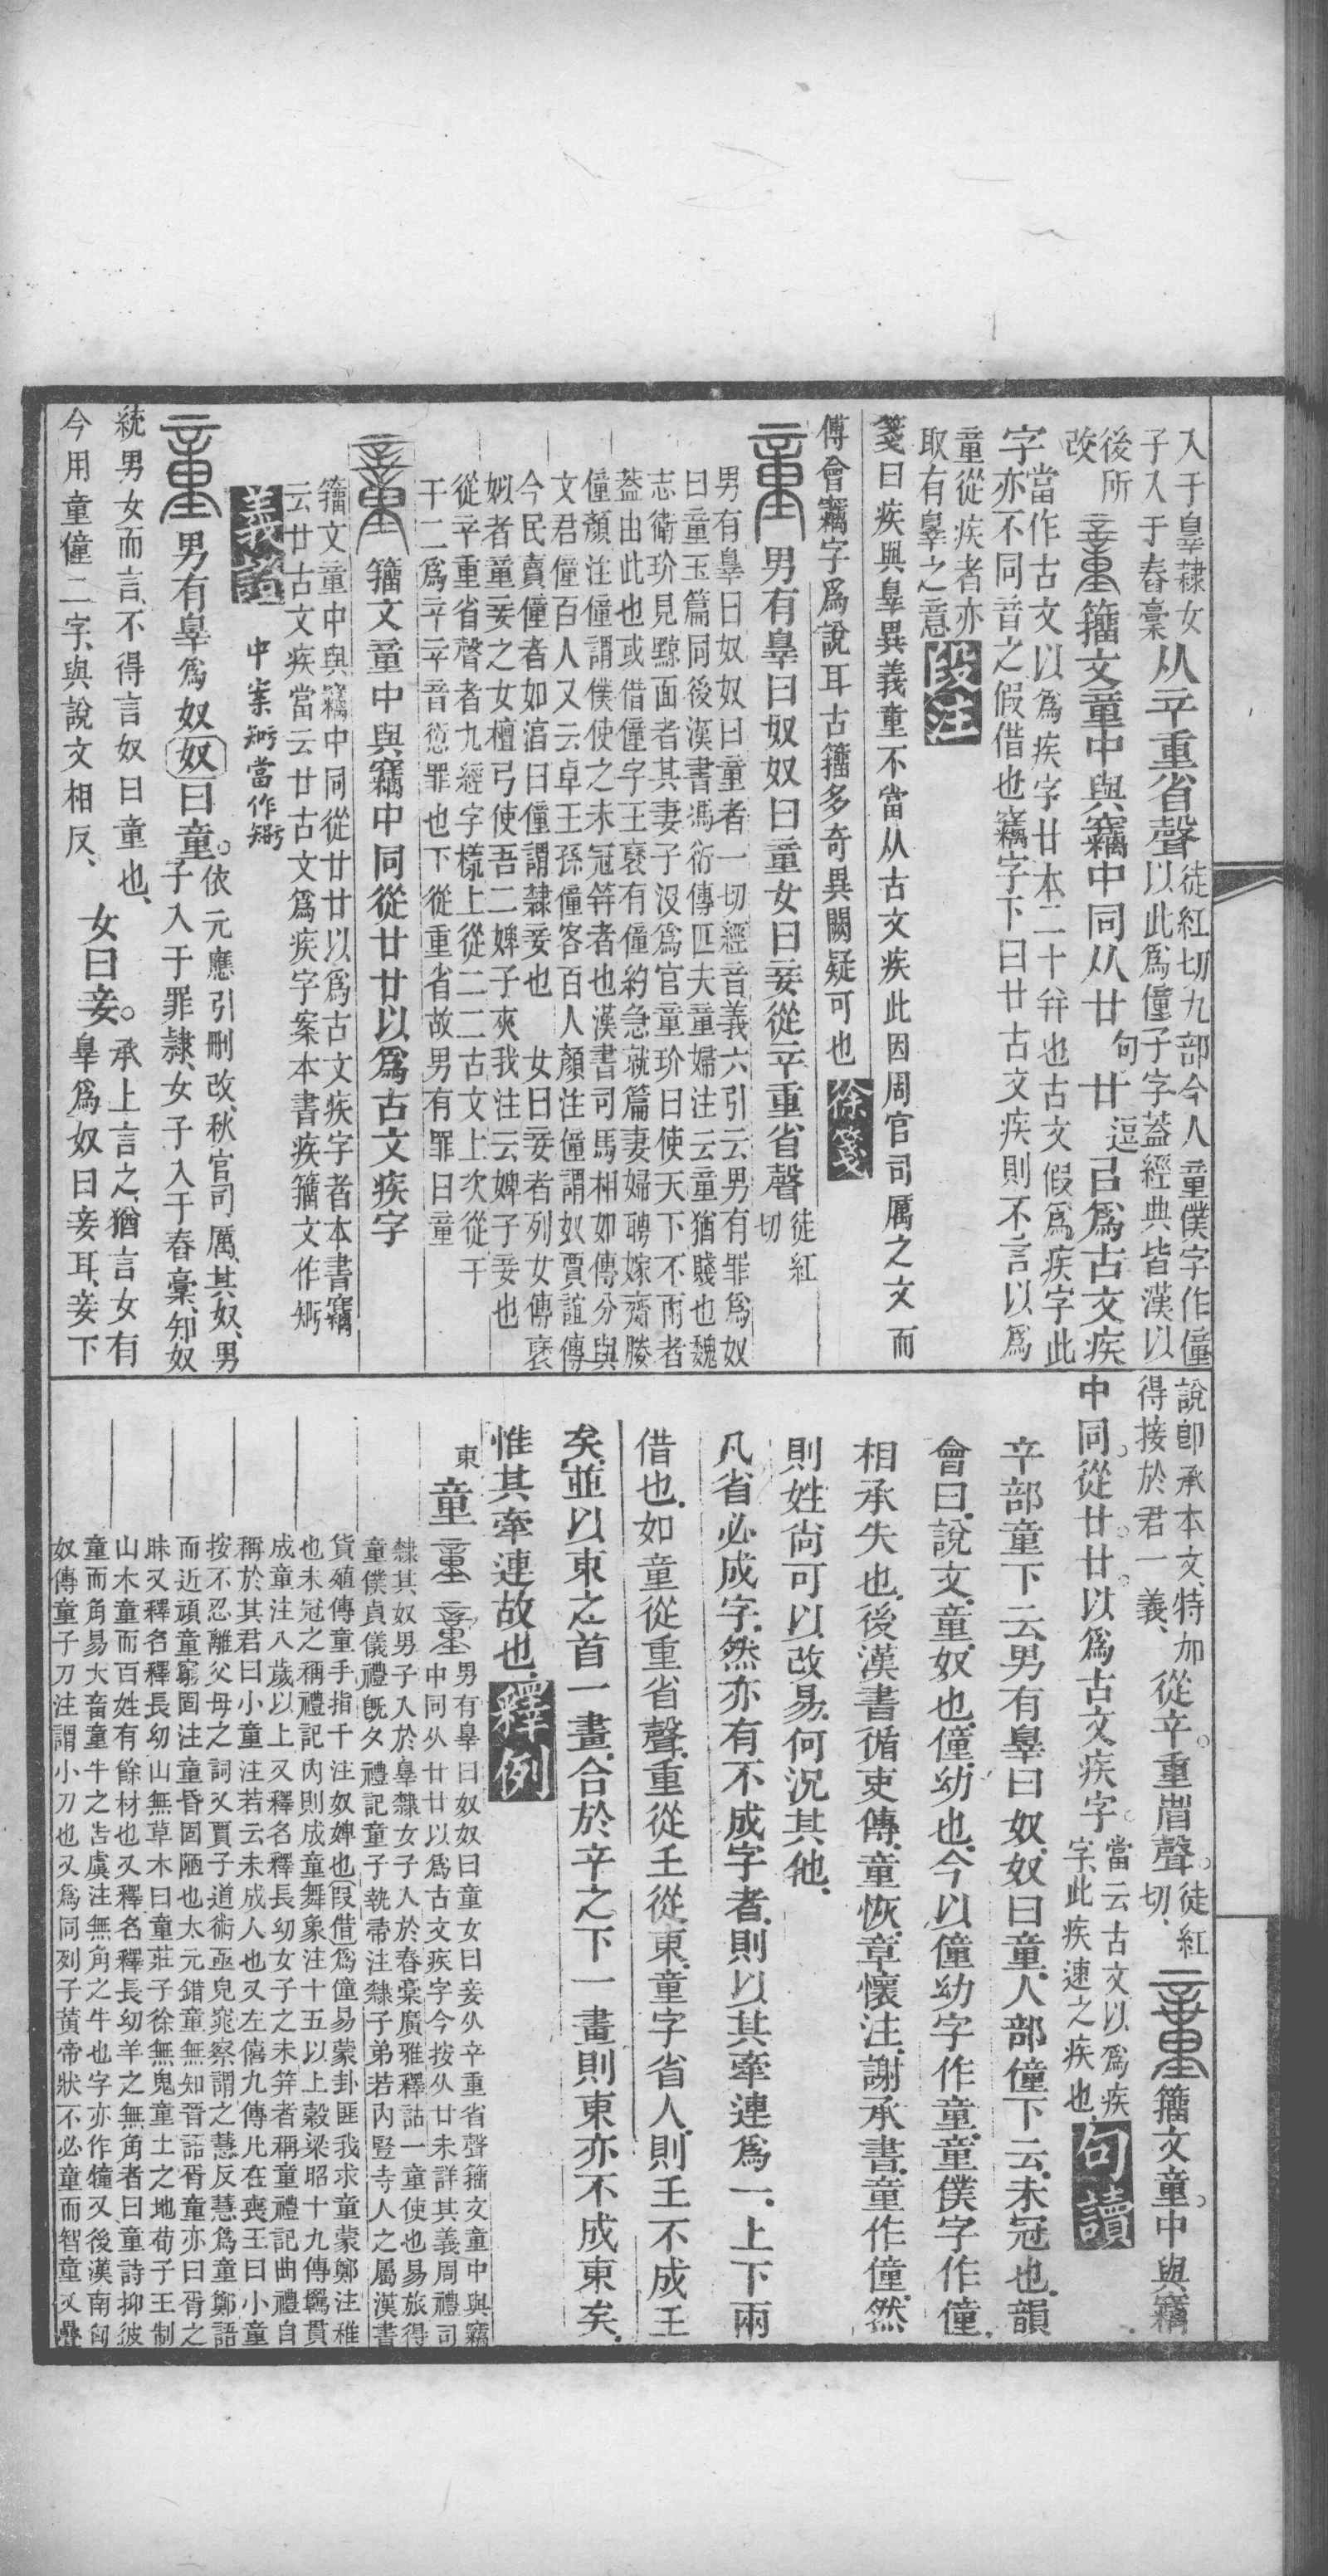 入于辠隸女
子入于舂藁
从䇂重省聲
徒紅切九部今人童僕字作僮
以此爲僮子字蓋經典皆漢以
後所
改
籒文童中與竊中同从廿
句
廿
逗
㠯爲古文疾
字當作古文以爲疾字廿本二十幷也古文假爲疾字此
字亦不同音之假借也竊字下曰廿古文疾則不言以爲
童從疾者亦
取有辠之意
段注
箋曰疾與辠異義童不當从古文疾此因周官司厲之文而
傅會竊字爲說耳古籒多奇異闕疑可也
徐箋
男有辠曰奴奴曰童女曰妾從䇂重省聲
徒紅
切
男有辠曰奴奴曰童者一切經音義六引云男有罪爲奴
曰童玉篇同後漢書馮衍傳匹夫童婦注云童猶賤也魏
志衛玠見黥面者其妻子沒爲官童玠曰使天下不雨者
蓋由此也或借僮字王襃有僮約急就篇妻婦聘嫁齎媵
僮顏注僮謂僕使之未冠筓者也漢書司馬相如傳分與
文君僮百人又云卓王孫僮客百人顏注僮謂奴賈誼傳
今民賣僮者如淳曰僮謂隸妾也　女曰妾者列女傳裦
姒者童妾之女檀弓使吾二婢子夾我注云婢子妾也
從䇂重省聲者九經字㨾上從二二古文上次從干
干二爲䇂䇂音愆罪也下從重省故男有罪曰童
籒文童中與竊中同從廿廿以爲古文疾字
籒文童中與竊中同從廿廿以爲古文疾字者本書竊
云廿古文疾當云廿古文爲疾字案本書疾籒文作𥏼
義證
中案𥏼當作𥏾
男有辠爲奴奴曰童。
依元應引刪改、秋官司厲、其奴、男
子入于罪隸、女子入于舂藁、知奴
統男女而言、不得言奴曰童也、
今用童僮二字、與說文相反、
女曰妾。
承上言之、猶言女有
辠爲奴曰妾耳、妾下
說卽承本文、特加
得接於君一義、
從䇂。重省聲。
徒紅
切、
籒文童。中與竊
中同。從廿。廿。以爲古文疾字。
當云古文以爲疾
字、此疾速之疾也、
句讀
䇂部童下云、男有辠曰奴、奴曰童、人部僮下云、未冠也、韻
會曰、說文、童、奴也、僮、幼也、今以僮幼字作童、童僕字作僮、
相承失也、後漢書循吏傳、童恢、章懷注、謝承書、童作僮、然
則姓尚可以改易、何況其他、
凡省必成字、然亦有不成字者、則以其牽連爲一、上下兩
借也、如童從重省聲、重從𡈼從東、童字省人、則𡈼不成𡈼
矣、並以東之首一畫、合於䇂之下一畫、則東亦不成東矣、
惟其牽連故也、
釋例
東
童
男有辠曰奴奴曰童女曰妾从䇂重省聲籒文童中與竊
中同从廿廿以爲古文疾字今按从廿未詳其義周禮司
隸其奴男子入於辠隸女子人於舂藁廣雅釋詁一童使也易旅得
童僕貞儀禮旣夕禮記童子執帚注隸子弟若內豎寺人之屬漢書
貨殖傳童手指千注奴婢也叚借爲僮易蒙卦匪我求童蒙鄭注稚
也未冠之稱禮記內則成童舞象注十五以上穀梁昭十九傳羈貫
成童注八歲以上又釋名釋長幼女子之未筓者稱童禮記曲禮自
稱於其君曰小童注若云未成人也又左僖九傳凡在喪王曰小童
按不忍離父母之詞又賈子道術亟皃窕察謂之慧反慧爲童鄭語
而近頑童窮固注童昏固陋也太元錯童無知晉語胥童亦曰胥之
昧又釋名釋長幼山無草木曰童莊子徐無鬼童土之地荀子王制
山木童而百姓有餘材也又釋名釋長幼羊之無角者曰童詩抑彼
童而角易大畜童牛之吿虞注無角之牛也字亦作犝又後漢南匈
奴傳童子刀注謂小刀也又爲同列子黃帝狀不必童而智童又疊